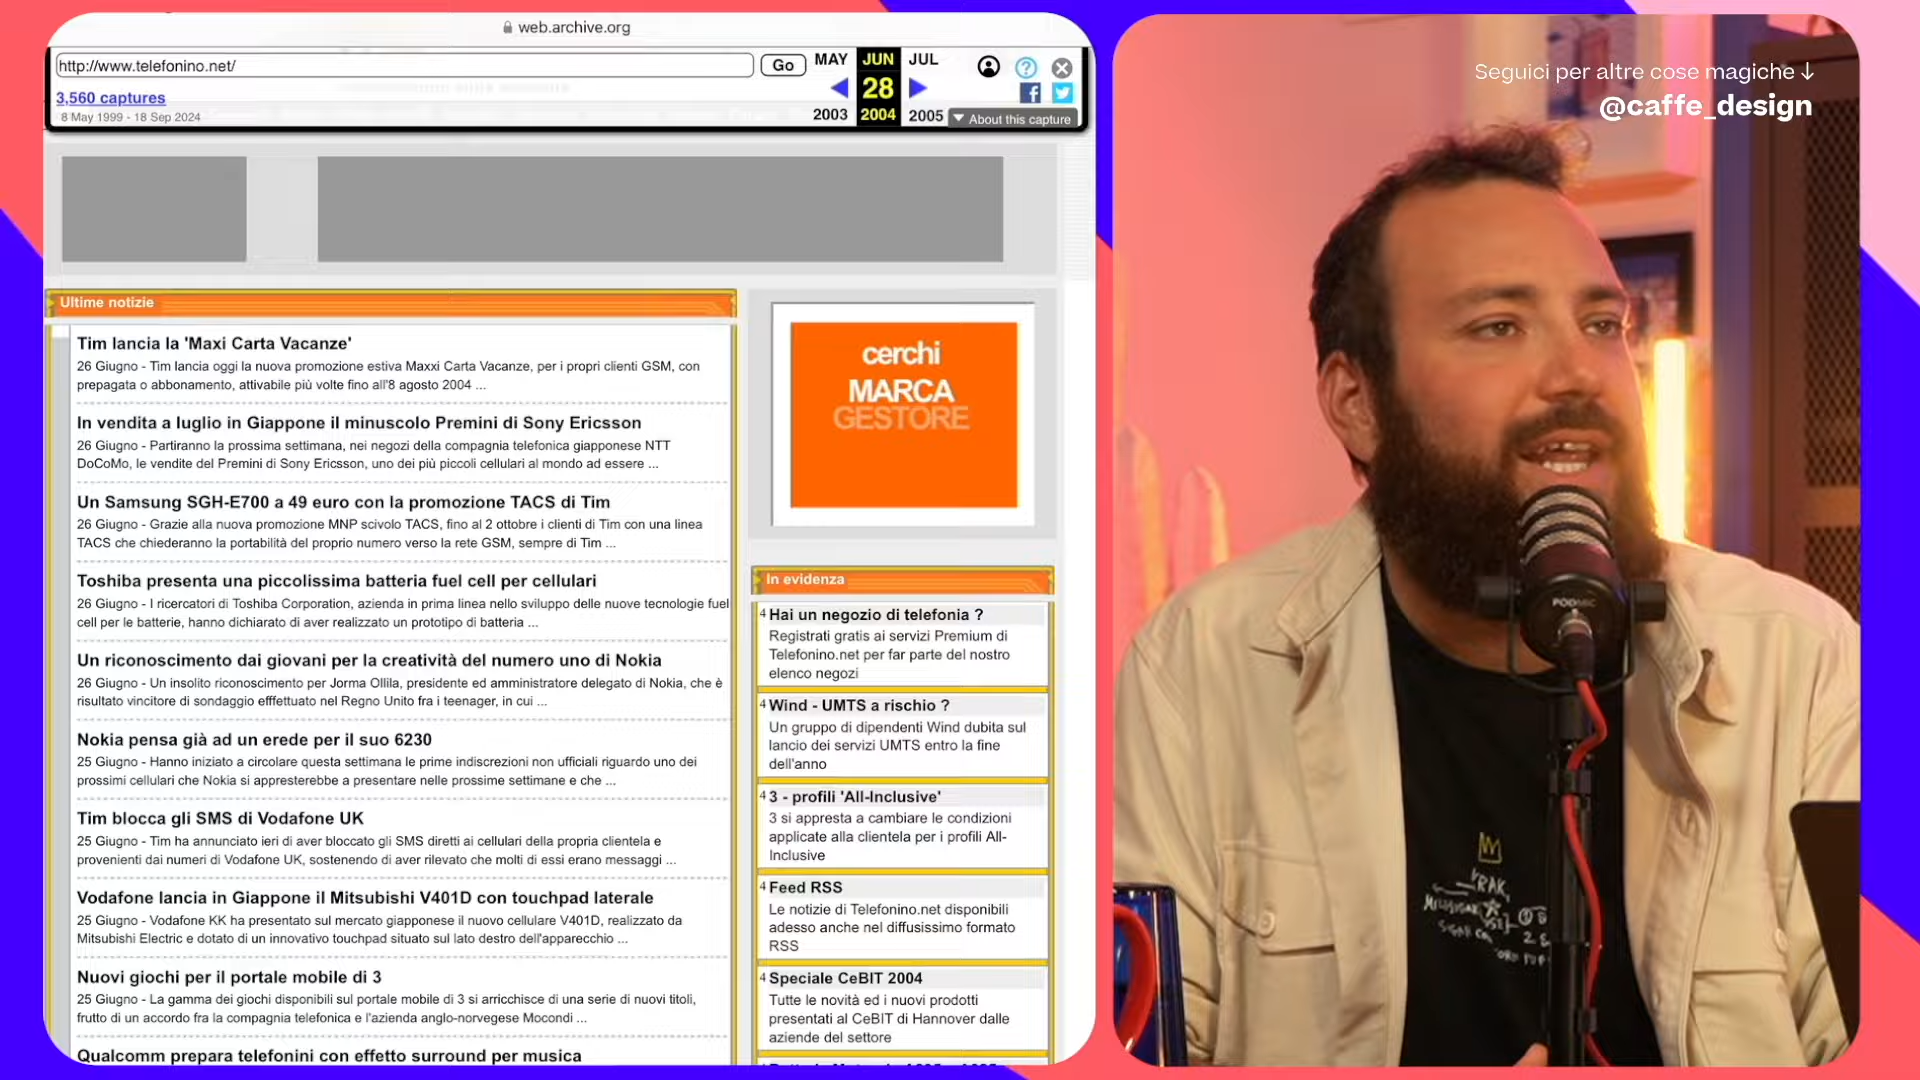 web.archive.org
http://www.telefonino.net/
Go
MAY
JUN
JUL
28
2003
2004
2005
3,560 captures
8 May 1999 - 18 Sep 2024
About this capture
Seguici per altre cose magiche ↓
@caffe_design
Ultime notizie
Tim lancia la 'Maxi Carta Vacanze'
26 Giugno - Tim lancia oggi la nuova promozione estiva Maxxi Carta Vacanze, per i propri clienti GSM, con
prepagata o abbonamento, attivabile più volte fino all'8 agosto 2004 ...
In vendita a luglio in Giappone il minuscolo Premini di Sony Ericsson
26 Giugno - Partiranno la prossima settimana, nei negozi della compagnia telefonica giapponese NTT
DoCoMo, le vendite del Premini di Sony Ericsson, uno dei più piccoli cellulari al mondo ad essere ...
Un Samsung SGH-E700 a 49 euro con la promozione TACS di Tim
26 Giugno - Grazie alla nuova promozione MNP scivolo TACS, fino al 2 ottobre i clienti di Tim con una linea
TACS che chiederanno la portabilità del proprio numero verso la rete GSM, sempre di Tim ...
Toshiba presenta una piccolissima batteria fuel cell per cellulari
26 Giugno - I ricercatori di Toshiba Corporation, azienda in prima linea nello sviluppo delle nuove tecnologie fuel
cell per le batterie, hanno dichiarato di aver realizzato un prototipo di batteria ...
Un riconoscimento dai giovani per la creatività del numero uno di Nokia
26 Giugno - Un insolito riconoscimento per Jorma Ollila, presidente ed amministratore delegato di Nokia, che è
risultato vincitore di sondaggio efffettuato nel Regno Unito fra i teenager, in cui ...
Nokia pensa già ad un erede per il suo 6230
25 Giugno - Hanno iniziato a circolare questa settimana le prime indiscrezioni non ufficiali riguardo uno dei
prossimi cellulari che Nokia si appresterebbe a presentare nelle prossime settimane e che ...
Tim blocca gli SMS di Vodafone UK
25 Giugno - Tim ha annunciato ieri di aver bloccato gli SMS diretti ai cellulari della propria clientela e
provenienti dai numeri di Vodafone UK, sostenendo di aver rilevato che molti di essi erano messaggi ...
Vodafone lancia in Giappone il Mitsubishi V401D con touchpad laterale
25 Giugno - Vodafone KK ha presentato sul mercato giapponese il nuovo cellulare V401D, realizzato da
Mitsubishi Electric e dotato di un innovativo touchpad situato sul lato destro dell'apparecchio ...
Nuovi giochi per il portale mobile di 3
25 Giugno - La gamma dei giochi disponibili sul portale mobile di 3 si arricchisce di una serie di nuovi titoli,
frutto di un accordo fra la compagnia telefonica e l'azienda anglo-norvegese Mocondi ...
Qualcomm prepara telefonini con effetto surround per musica
cerchi
MARCA
GESTORE
In evidenza
4 Hai un negozio di telefonia ?
Registrati gratis ai servizi Premium di
Telefonino.net per far parte del nostro
elenco negozi
4 Wind - UMTS a rischio ?
Un gruppo di dipendenti Wind dubita sul
lancio dei servizi UMTS entro la fine
dell'anno
4 3 - profili 'All-Inclusive'
3 si appresta a cambiare le condizioni
applicate alla clientela per i profili All-
Inclusive
4 Feed RSS
Le notizie di Telefonino.net disponibili
adesso anche nel diffusissimo formato
RSS
4 Speciale CeBIT 2004
Tutte le novità ed i nuovi prodotti
presentati al CeBIT di Hannover dalle
aziende del settore
PODMIC